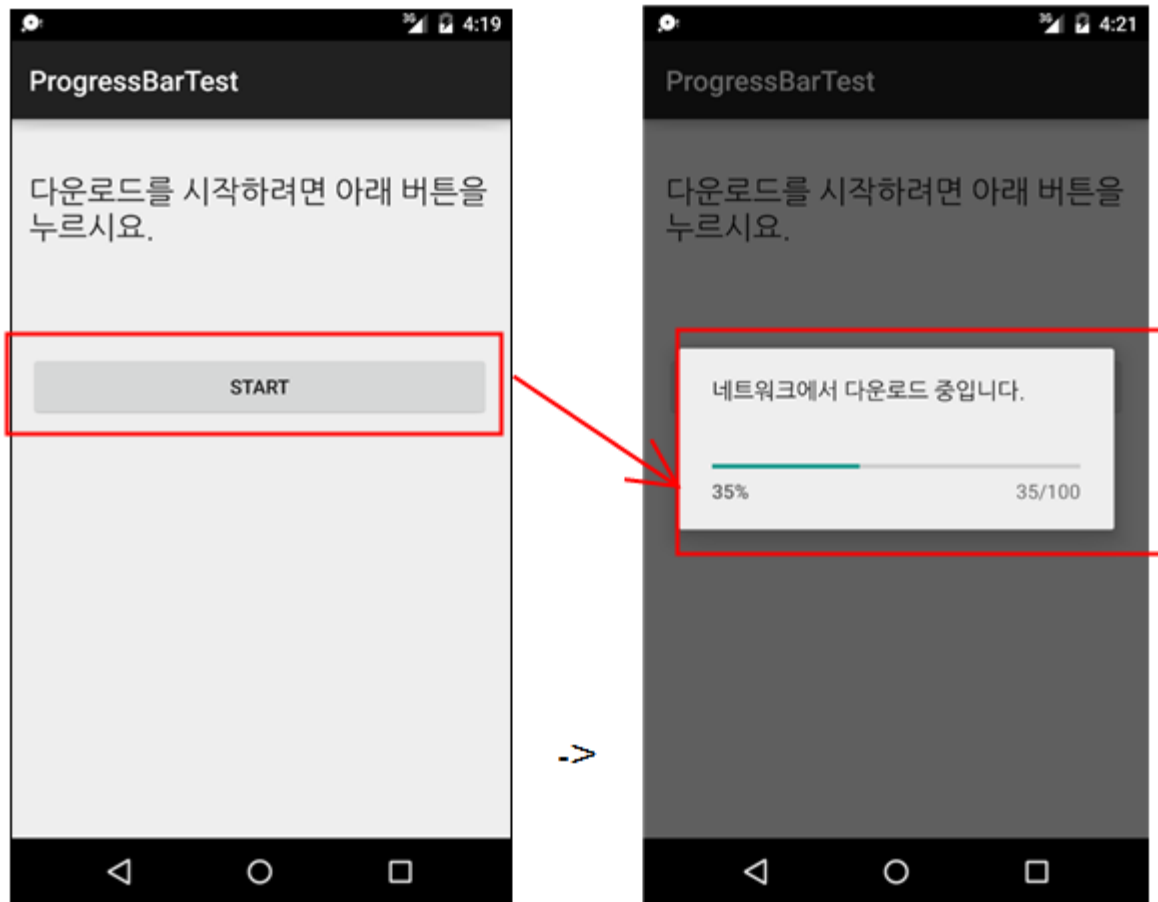 3G 4:19
ProgressBarTest
다운로드를 시작하려면 아래 버튼을
누르시요.
START
->
3G 4:21
ProgressBarTest
다운로드를 시작하려면 아래 버튼을
누르시요.
네트워크에서 다운로드 중입니다.
35% 35/100